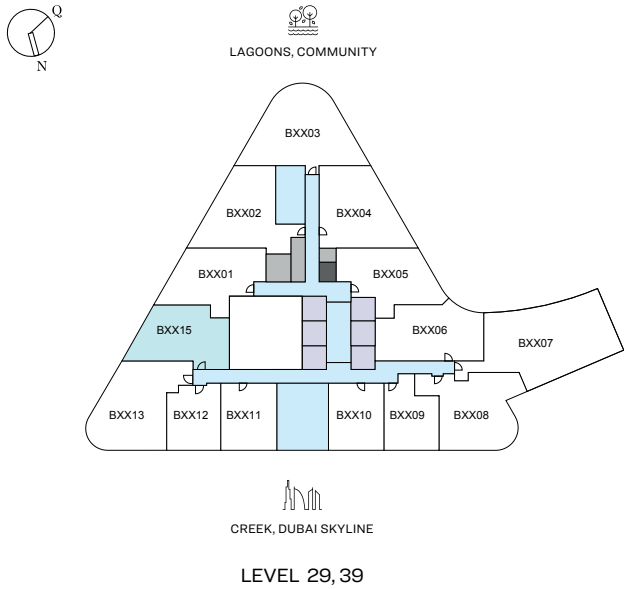 Q
N
LAGOONS, COMMUNITY
BXX03
BXX02 BXX04
BXX01 BXX05
BXX15 BXX06
BXX07
BXX13 BXX12 BXX11 BXX10 BXX09 BXX08
CREEK, DUBAI SKYLINE
LEVEL 29, 39